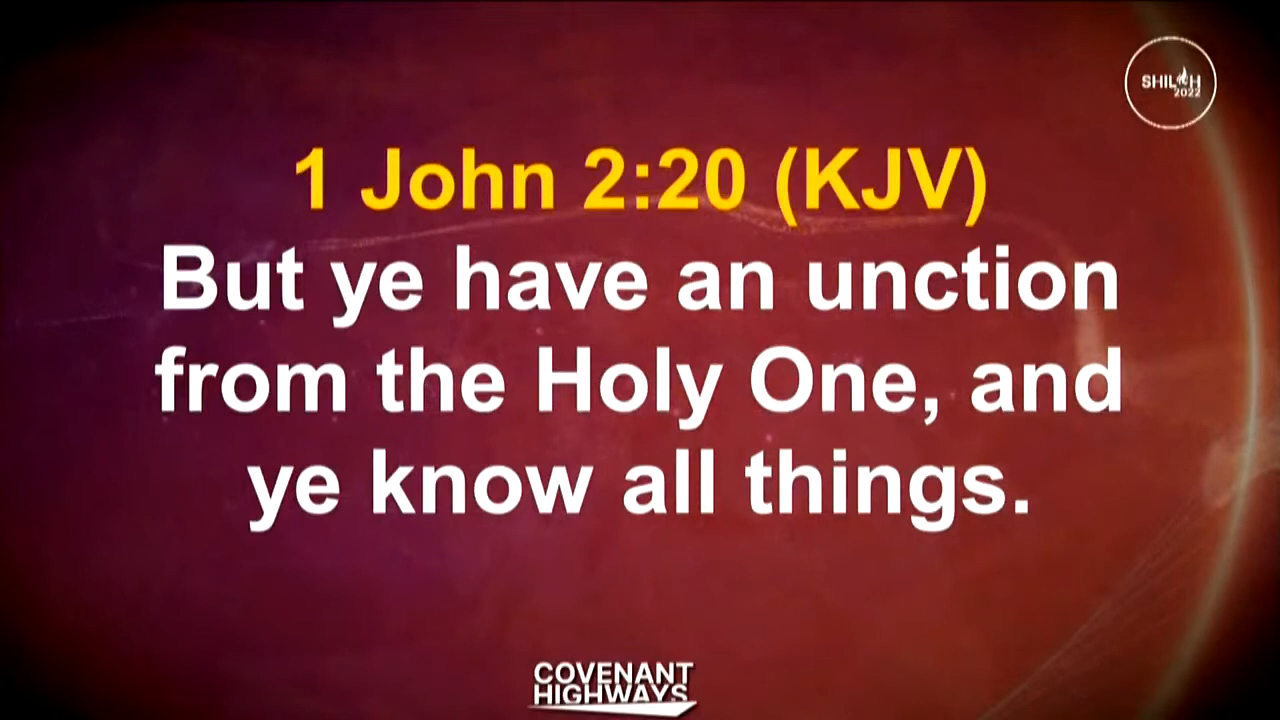 SHILOH
2022
1 John 2:20 (KJV)
But ye have an unction
from the Holy One, and
ye know all things.
COVENANT
HIGHWAYS